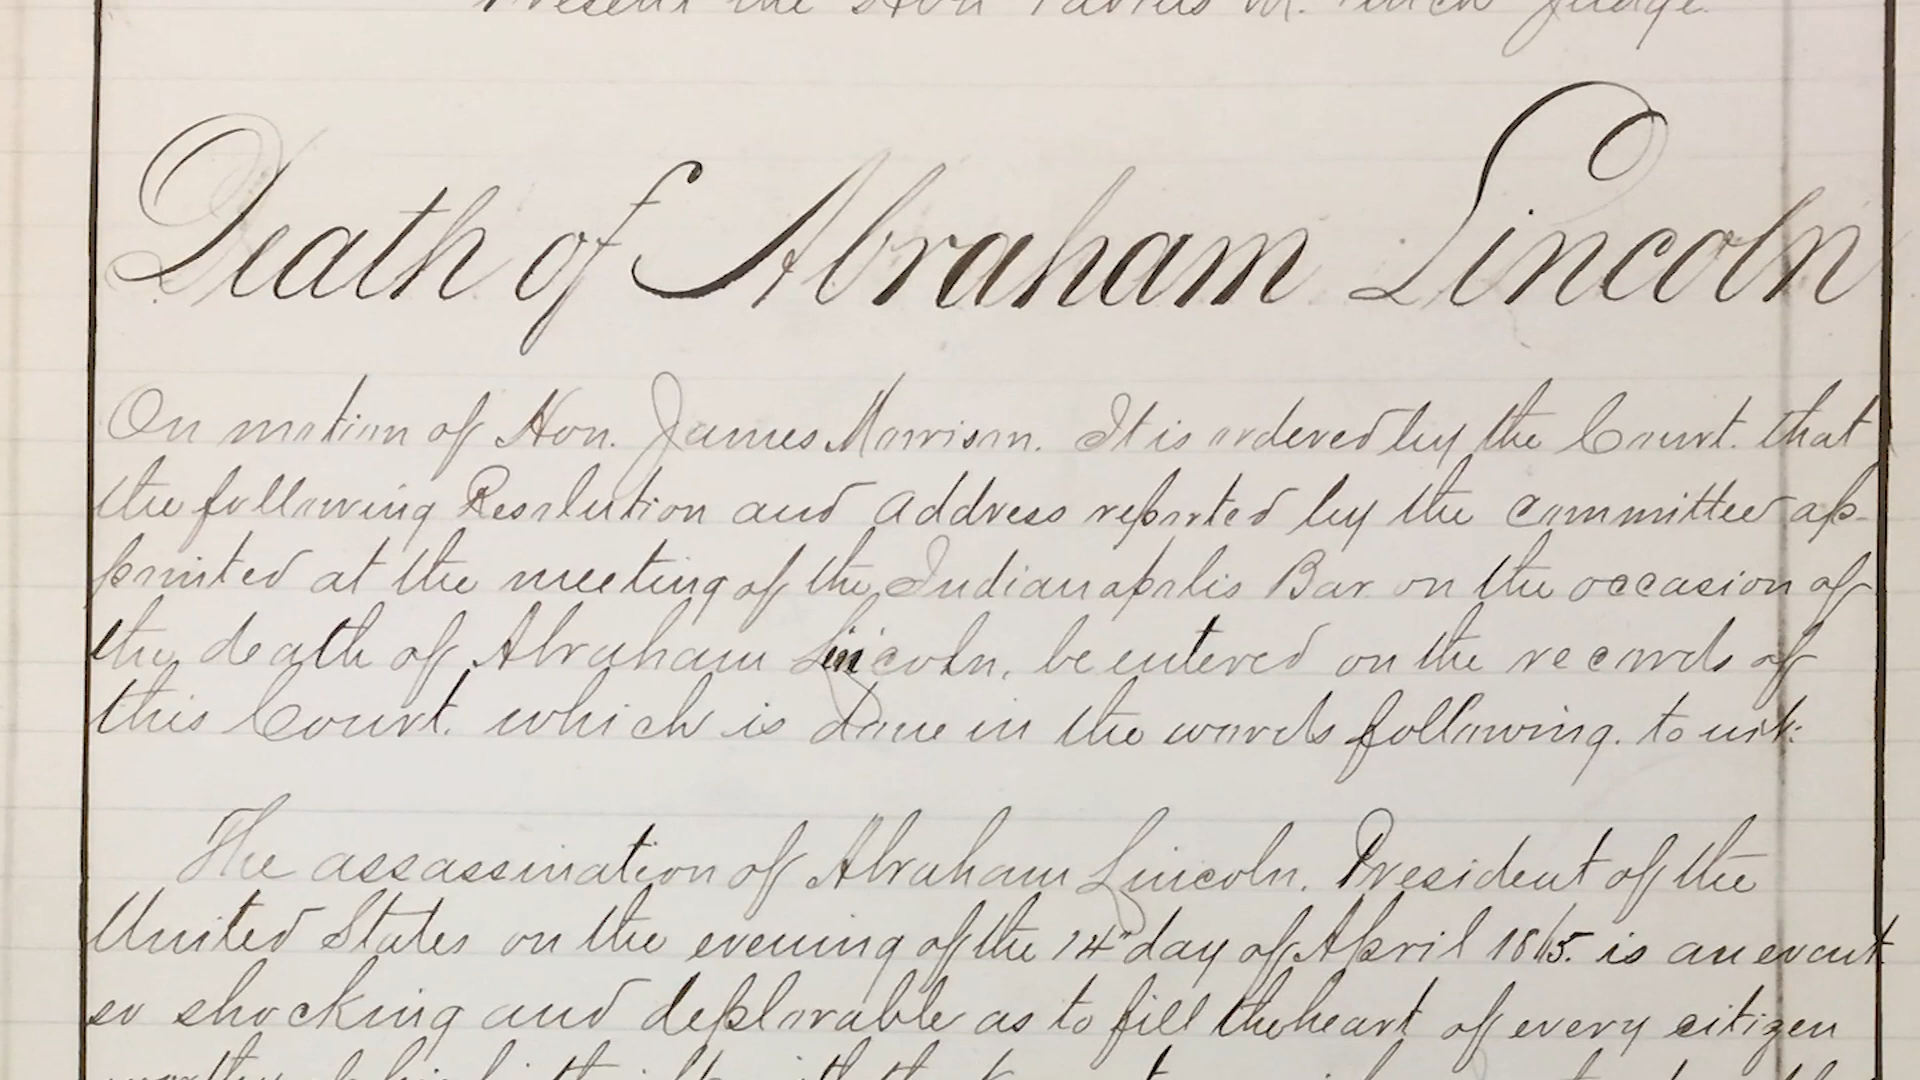 Present the Hon Judge
Death of Abraham Lincoln
On motion of Hon. James Morrison. It is ordered by the Court. that
the following Resolution and address reported by the committee ap-
pointed at the meeting of the Indianapolis Bar on the occasion of
the death of Abraham Lincoln, be entered on the records of
this Court. which is done in the words following. to wit:
The assassination of Abraham Lincoln. President of the
United States on the evening of the 14" day of April 1865. is an event
so shocking and deplorable as to fill the heart of every citizen